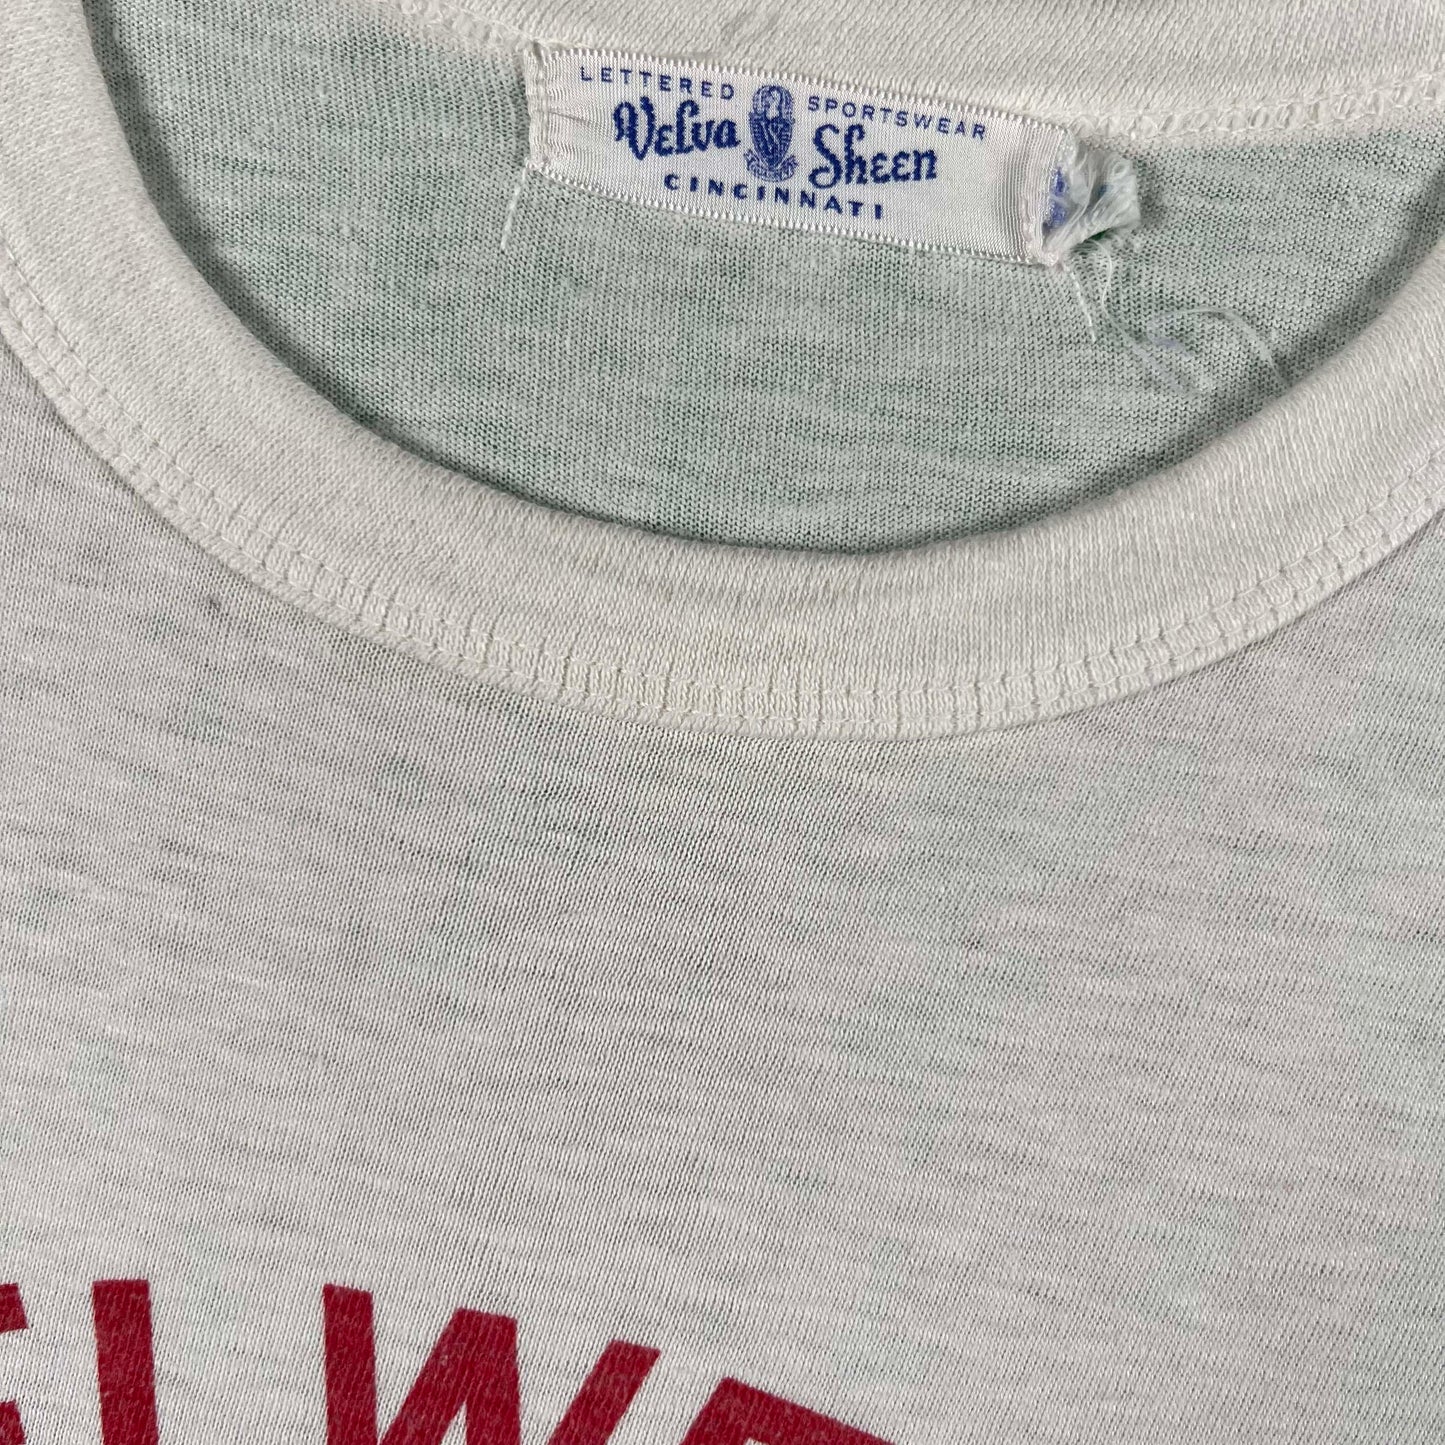 LETTERED SPORTSWEAR
Velva Sheen
CINCINNATI